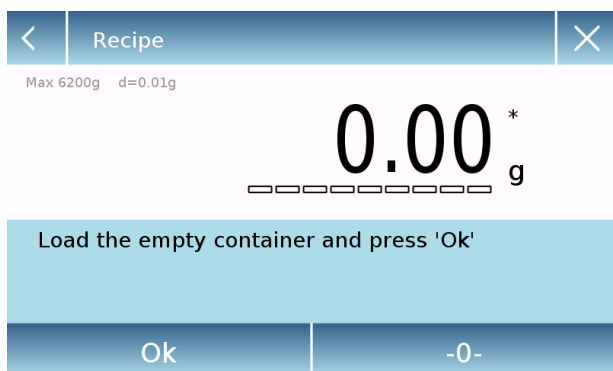 Recipe
Max 6200g d=0.01g
0.00 *
g
Load the empty container and press 'Ok'
Ok -0-